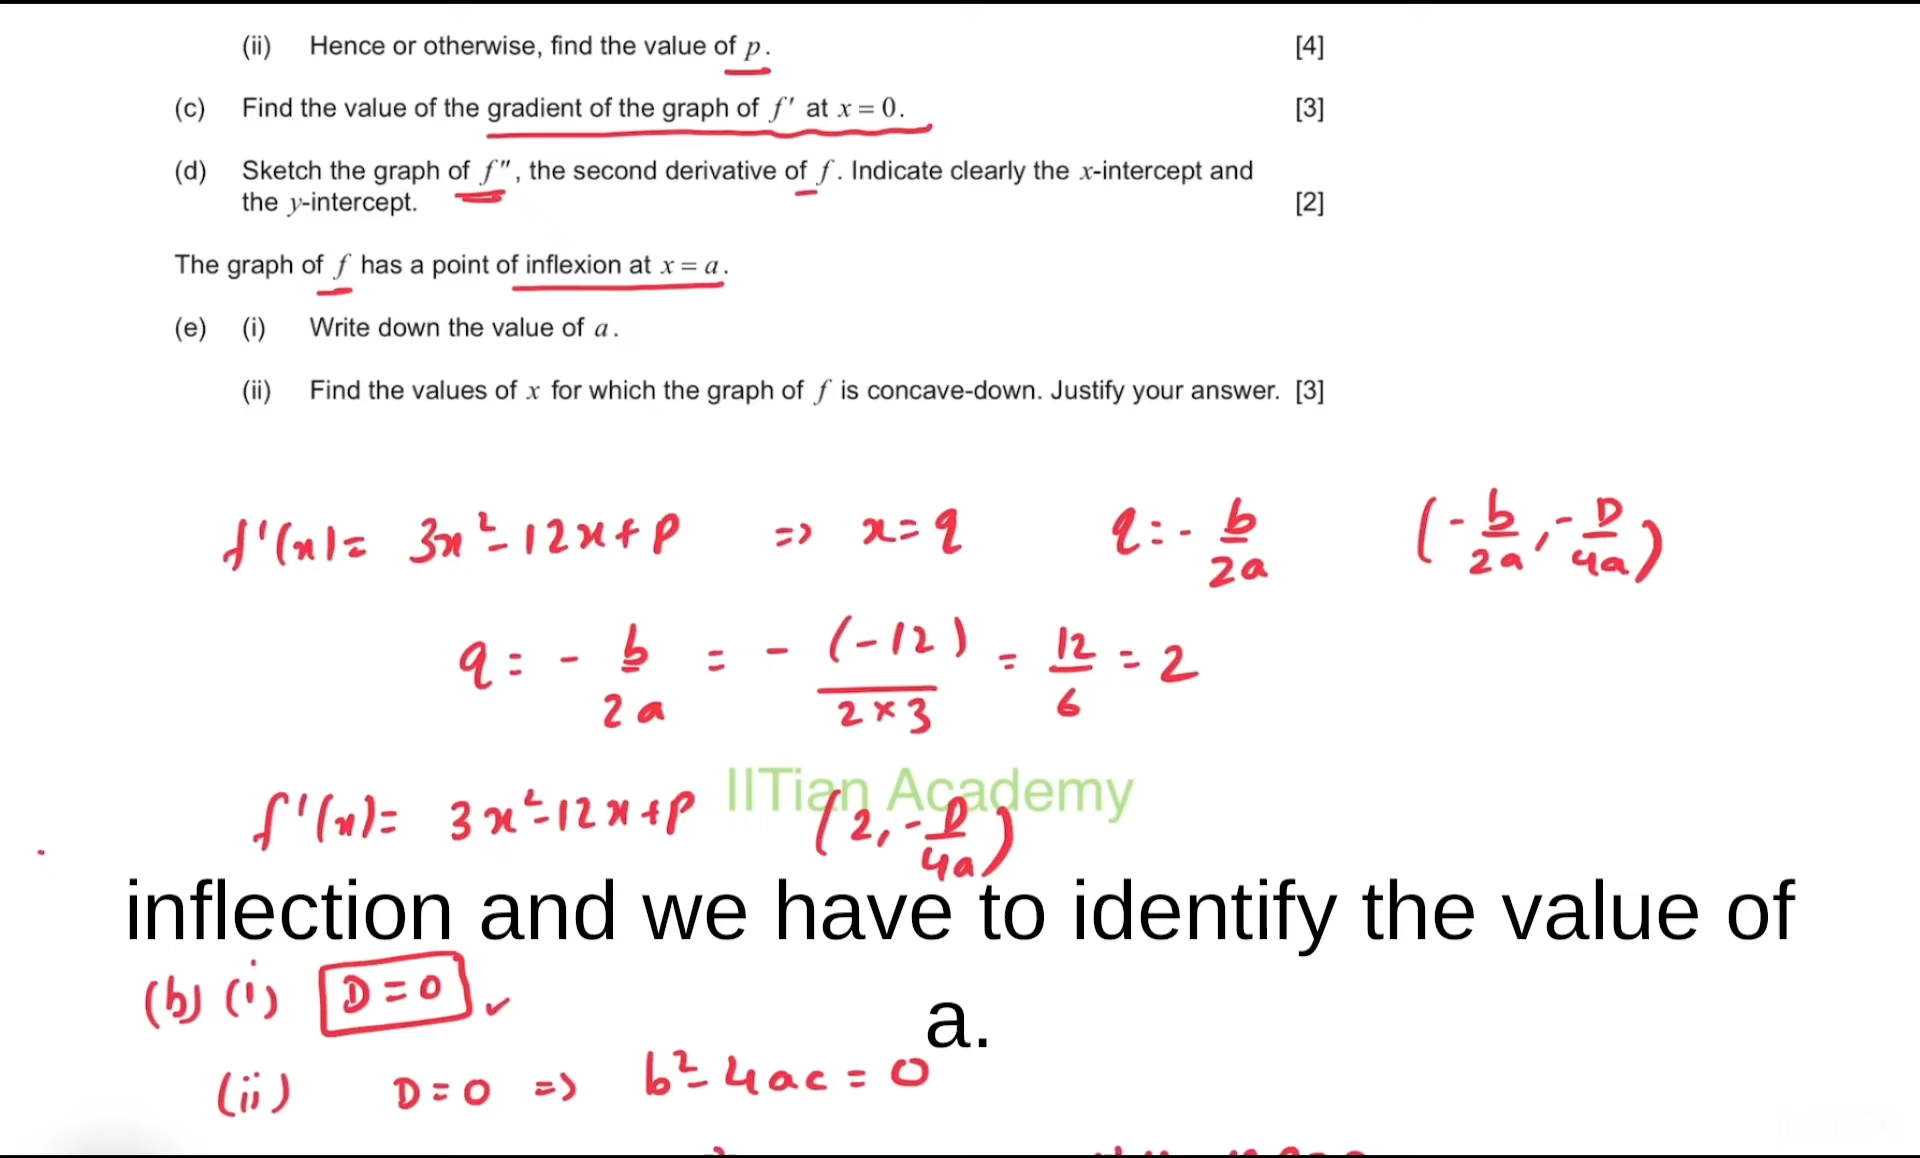 (ii) Hence or otherwise, find the value of p. [4]
(c) Find the value of the gradient of the graph of f′ at x = 0. [3]
(d) Sketch the graph of f″, the second derivative of f. Indicate clearly the x-intercept and
the y-intercept. [2]
The graph of f has a point of inflexion at x = a.
(e) (i) Write down the value of a.
(ii) Find the values of x for which the graph of f is concave-down. Justify your answer. [3]
f'(x) = 3x² - 12x + p => x = q q = - b/2a (-b/2a, -D/4a)
q = - b/2a = - (-12)/2×3 = 12/6 = 2
IITian Academy
f'(x) = 3x² - 12x + p (2, -D/4a)
inflection and we have to identify the value of
a.
(b) (i) D = 0 ✓
(ii) D = 0 => b² - 4ac = 0